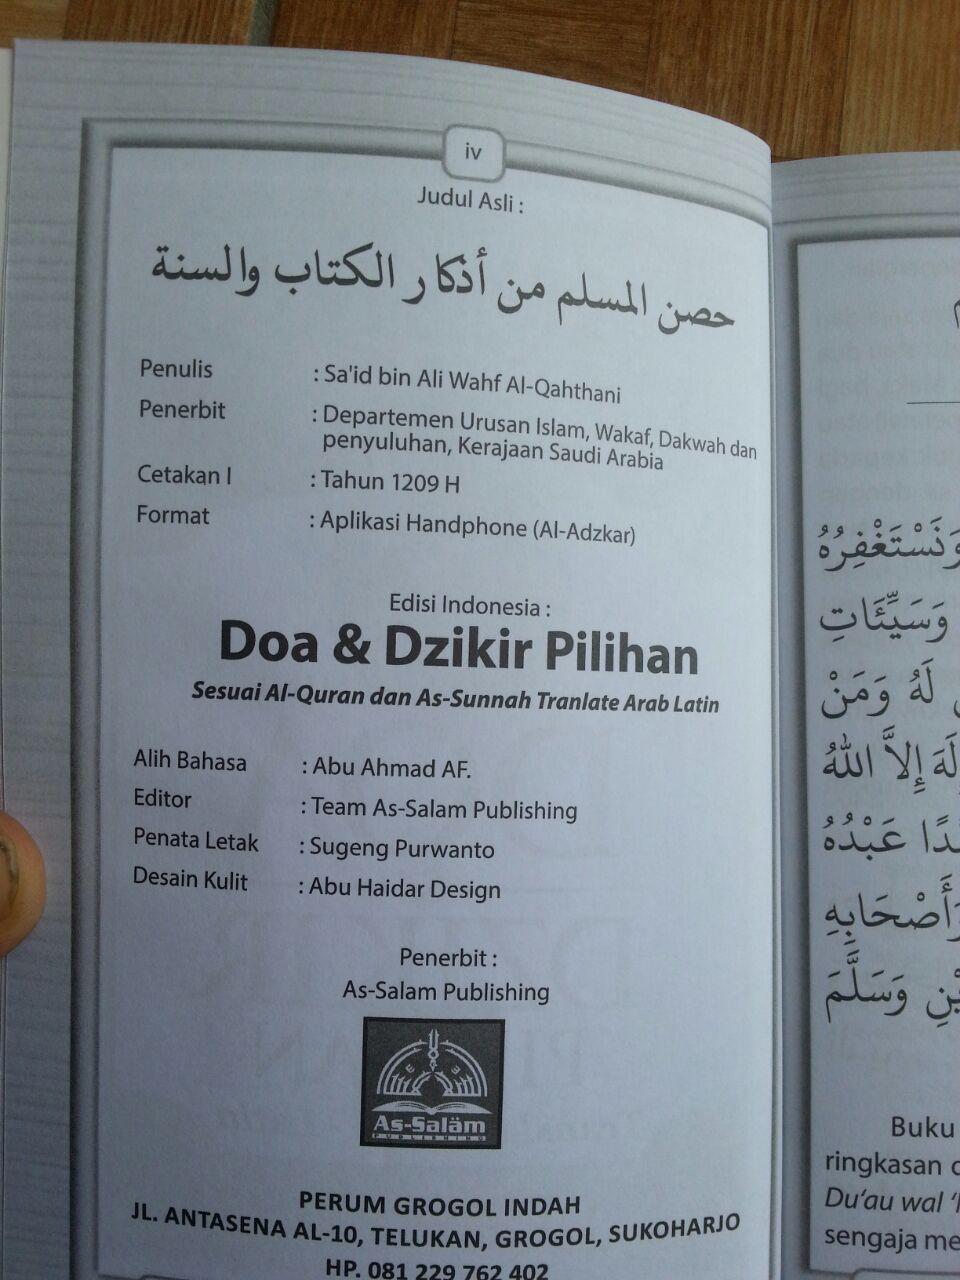 iv
Judul Asli :
حصن المسلم من أذكار الكتاب والسنة
Penulis : Sa'id bin Ali Wahf Al-Qahthani
Penerbit : Departemen Urusan Islam, Wakaf, Dakwah dan
penyuluhan, Kerajaan Saudi Arabia
Cetakan I : Tahun 1209 H
Format : Aplikasi Handphone (Al-Adzkar)
Edisi Indonesia :
Doa & Dzikir Pilihan
Sesuai Al-Quran dan As-Sunnah Tranlate Arab Latin
Alih Bahasa : Abu Ahmad AF.
Editor : Team As-Salam Publishing
Penata Letak : Sugeng Purwanto
Desain Kulit : Abu Haidar Design
Penerbit :
As-Salam Publishing
As-Saläm
PUBLISHING
PERUM GROGOL INDAH
JL. ANTASENA AL-10, TELUKAN, GROGOL, SUKOHARJO
HP. 081 229 762 402
وَنَسْتَغْفِرُهُ
وَسَيِّئَاتِ
لَهُ وَمَنْ
إِلاَّ اللهُ
عَبْدُهُ
وَأَصْحَابِهِ
وَسَلَّمَ
Buku
ringkasan
Du'au wal
sengaja